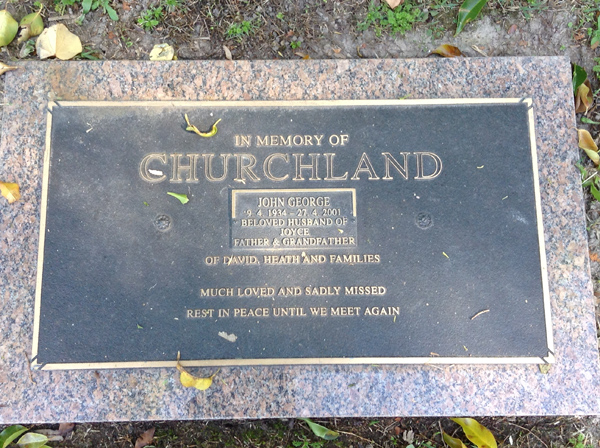 IN MEMORY OF
CHURCHLAND
JOHN GEORGE
9. 4. 1934 - 27. 4. 2001
BELOVED HUSBAND OF
JOYCE
FATHER & GRANDFATHER
OF DAVID, HEATH AND FAMILIES
MUCH LOVED AND SADLY MISSED
REST IN PEACE UNTIL WE MEET AGAIN